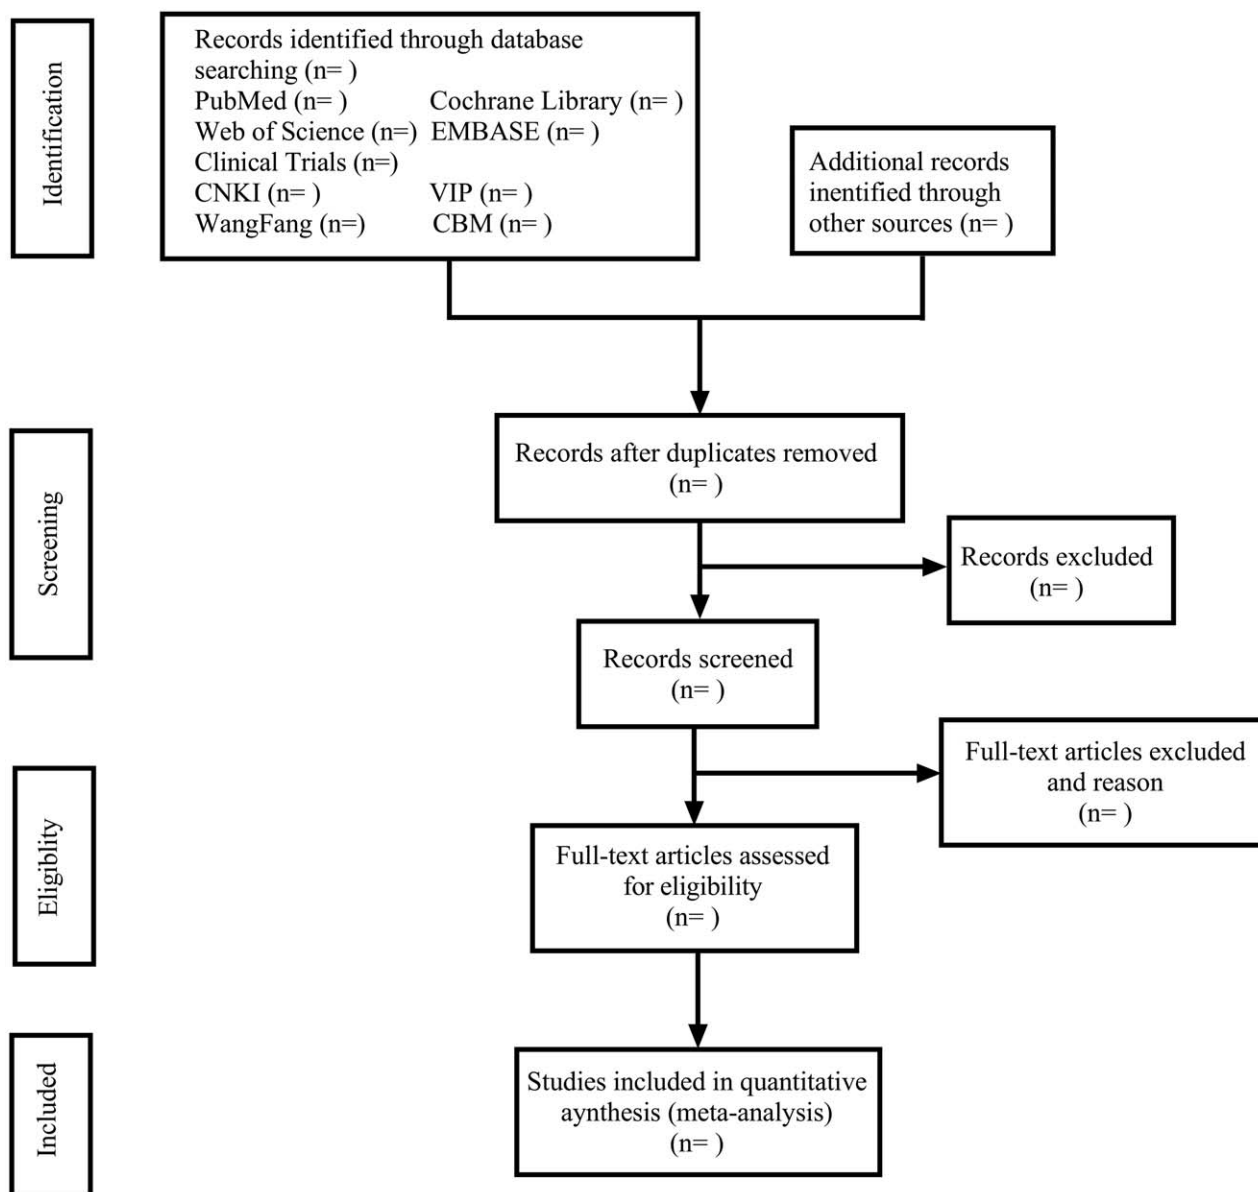 Identification
Records identified through database
searching (n= )
PubMed (n= ) Cochrane Library (n= )
Web of Science (n=) EMBASE (n= )
Clinical Trials (n=)
CNKI (n= ) VIP (n= )
WangFang (n=) CBM (n= )
Additional records
inentified through
other sources (n= )
Screening
Records after duplicates removed
(n= )
Records excluded
(n= )
Records screened
(n= )
Full-text articles excluded
and reason
(n= )
Eligiblity
Full-text articles assessed
for eligibility
(n= )
Included
Studies included in quantitative
aynthesis (meta-analysis)
(n= )